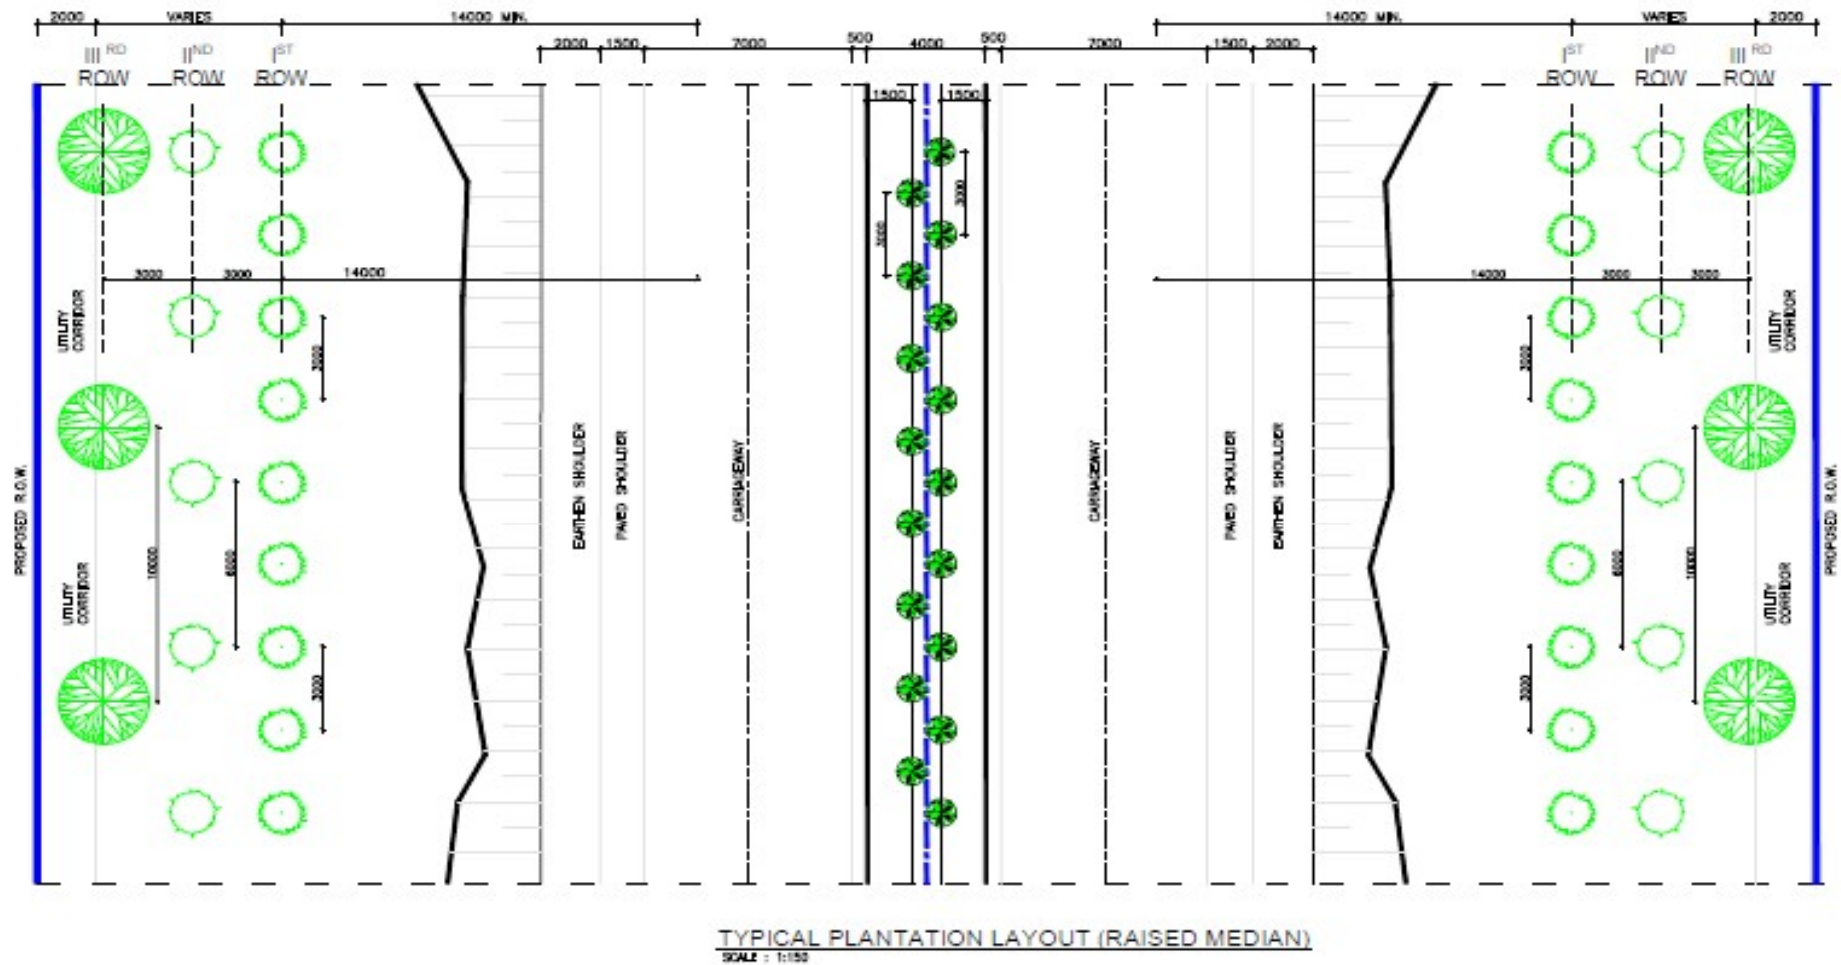 2000 VARIES 14000 MIN. 14000 MIN. VARIES 2000
2000 1500 7000 500 4000 500 7000 1500 2000
III RD ROW
II ND ROW
I ST ROW
I ST ROW
II ND ROW
III RD ROW
1500 1500
3000
3000
3000 3000 14000
14000 3000 3000
UTILITY
CORRIDOR
UTILITY
CORRIDOR
3000
3000
PROPOSED R.O.W.
EARTHEN SHOULDER
PAVED SHOULDER
CARRIAGEWAY
CARRIAGEWAY
PAVED SHOULDER
EARTHEN SHOULDER
PROPOSED R.O.W.
10000
6000
6000
10000
UTILITY
CORRIDOR
UTILITY
CORRIDOR
3000
3000
TYPICAL PLANTATION LAYOUT (RAISED MEDIAN)
SCALE : 1:150